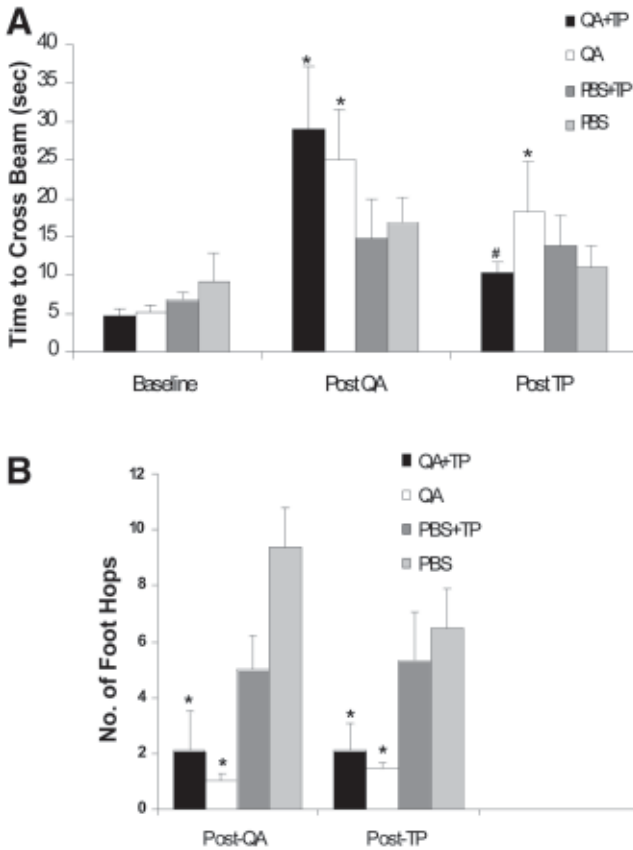 A
Time to Cross Beam (sec)
40
35
30
25
20
15
10
5
0
* * # *
QA+TP
QA
PBS+TP
PBS
Baseline Post QA Post TP
B
No. of Foot Hops
12
10
8
6
4
2
0
* * * *
QA+TP
QA
PBS+TP
PBS
Post-QA Post-TP